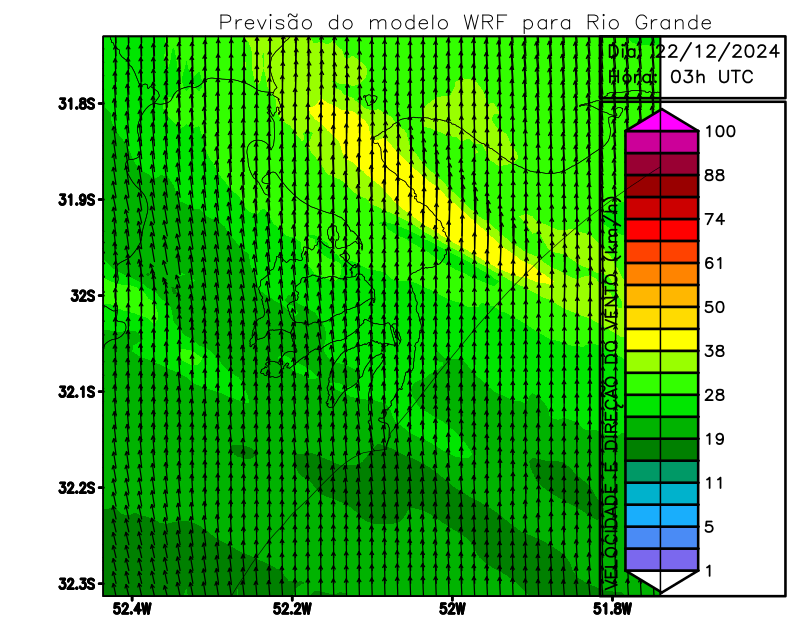 Previsão do modelo WRF para Rio Grande
Dia: 22/12/2024
Hora: 03h UTC
31.8S
31.9S
32S
32.1S
32.2S
32.3S
52.4W
52.2W
52W
51.8W
VELOCIDADE E DIREÇÃO DO VENTO (km/h)
100
88
74
61
50
38
28
19
11
5
1